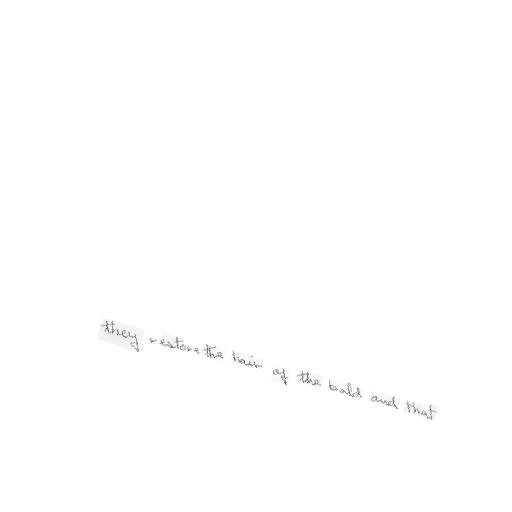 they restore the hair of the bald and that